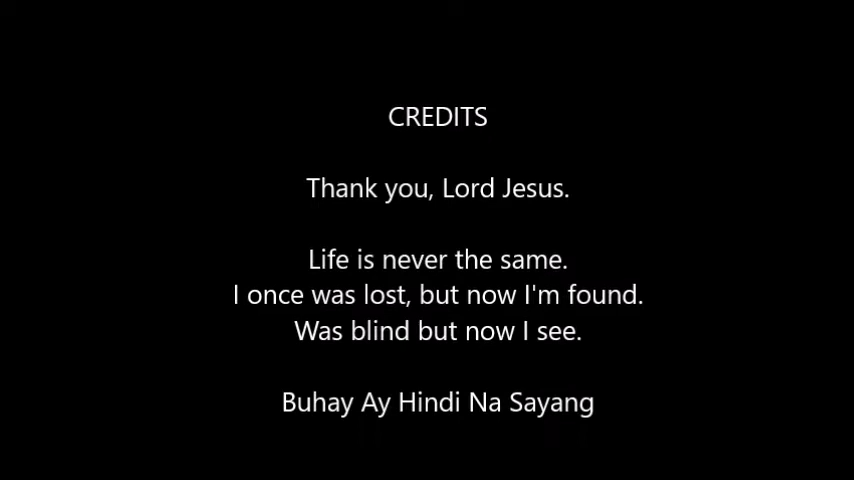 CREDITS
Thank you, Lord Jesus.
Life is never the same.
I once was lost, but now I'm found.
Was blind but now I see.
Buhay Ay Hindi Na Sayang